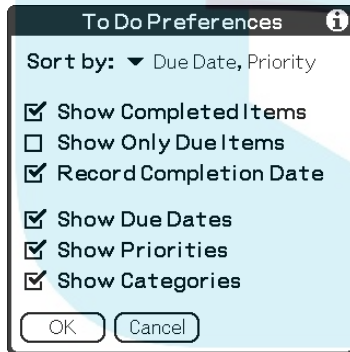 To Do Preferences i
Sort by: Due Date, Priority
Show Completed Items
Show Only Due Items
Record Completion Date
Show Due Dates
Show Priorities
Show Categories
OK Cancel